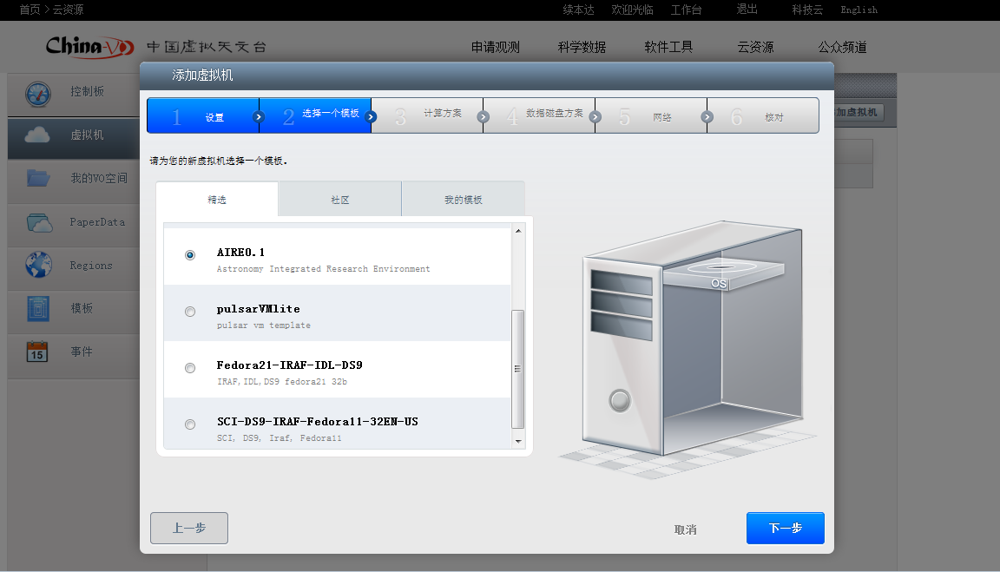 首页 > 云资源
续本达 欢迎光临 工作台 退出 科技云 English
China-VO 中国虚拟天文台
申请观测 科学数据 软件工具 云资源 公众频道
控制板
虚拟机
我的VO空间
PaperData
Regions
模板
15 事件
加虚拟机
添加虚拟机
1 设置 2 选择一个模板 3 计算方案 4 数据磁盘方案 5 网络 6 核对
请为您的新虚拟机选择一个模板.
精选 社区 我的模板
AIRE0.1
Astronomy Integrated Research Environment
pulsarVMlite
pulsar vm template
Fedora21-IRAF-IDL-DS9
IRAF,IDL,DS9 fedora21 32b
SCI-DS9-IRAF-Fedora11-32EN-US
SCI, DS9, Iraf, Fedora11
OS
上一步 取消 下一步